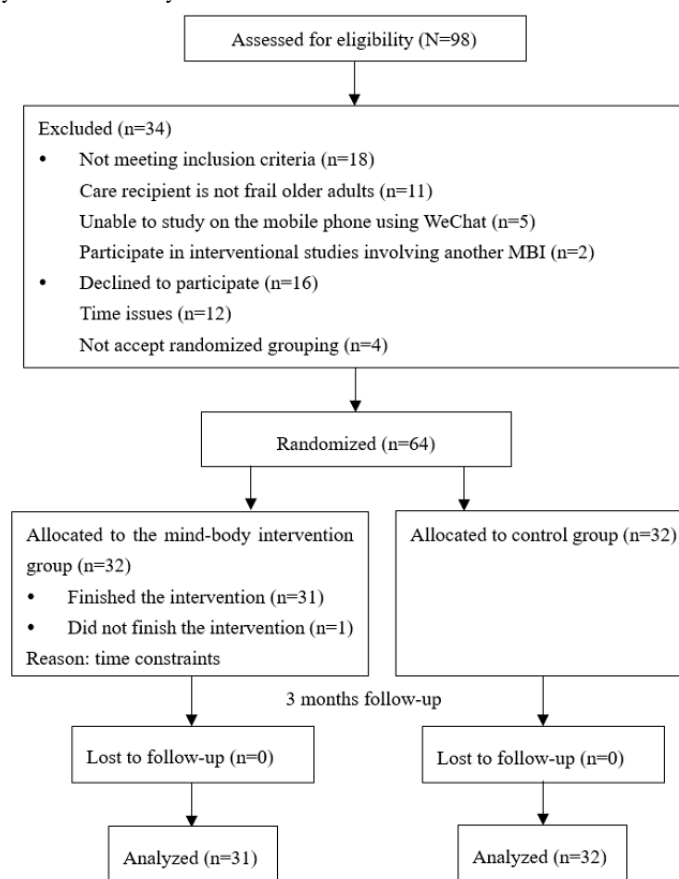 Assessed for eligibility (N=98)
Excluded (n=34)
• Not meeting inclusion criteria (n=18)
Care recipient is not frail older adults (n=11)
Unable to study on the mobile phone using WeChat (n=5)
Participate in interventional studies involving another MBI (n=2)
• Declined to participate (n=16)
Time issues (n=12)
Not accept randomized grouping (n=4)
Randomized (n=64)
Allocated to the mind-body intervention
group (n=32)
• Finished the intervention (n=31)
• Did not finish the intervention (n=1)
Reason: time constraints
Allocated to control group (n=32)
3 months follow-up
Lost to follow-up (n=0)
Lost to follow-up (n=0)
Analyzed (n=31)
Analyzed (n=32)